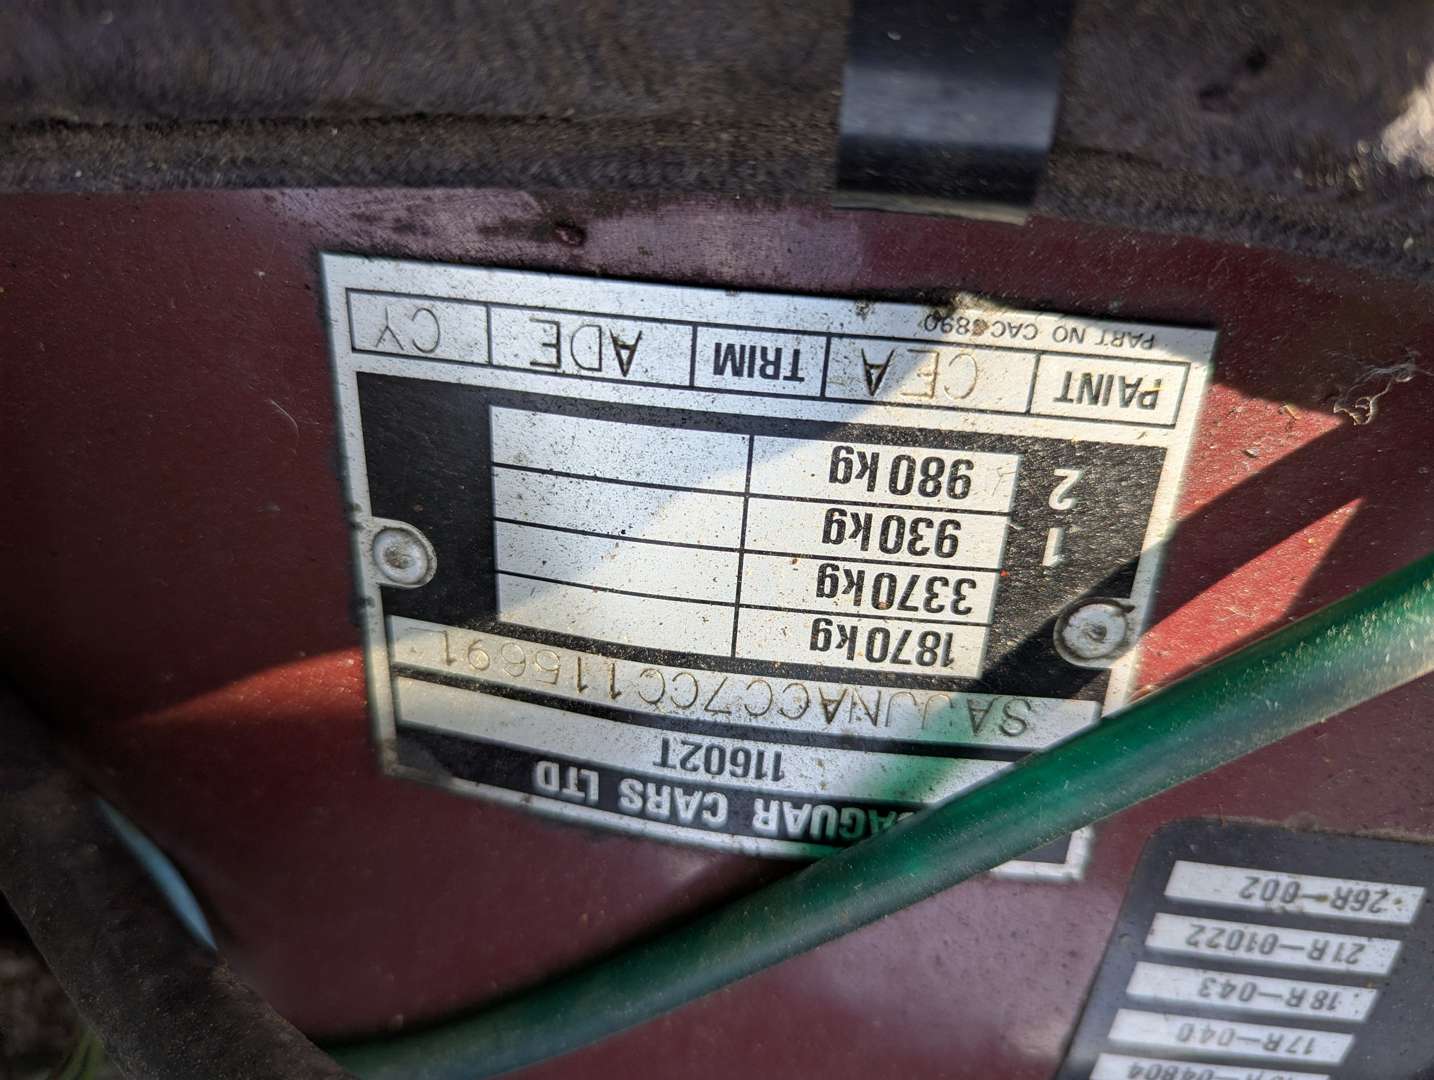 JAGUAR CARS LTD
11602T
SAJJNACC7CC115691
1870kg
3370kg
1 930kg
2 980kg
PAINT CFA TRIM ADE CY
PART NO CAC6890
17R-040
18R-043
21R-01022
26R-002